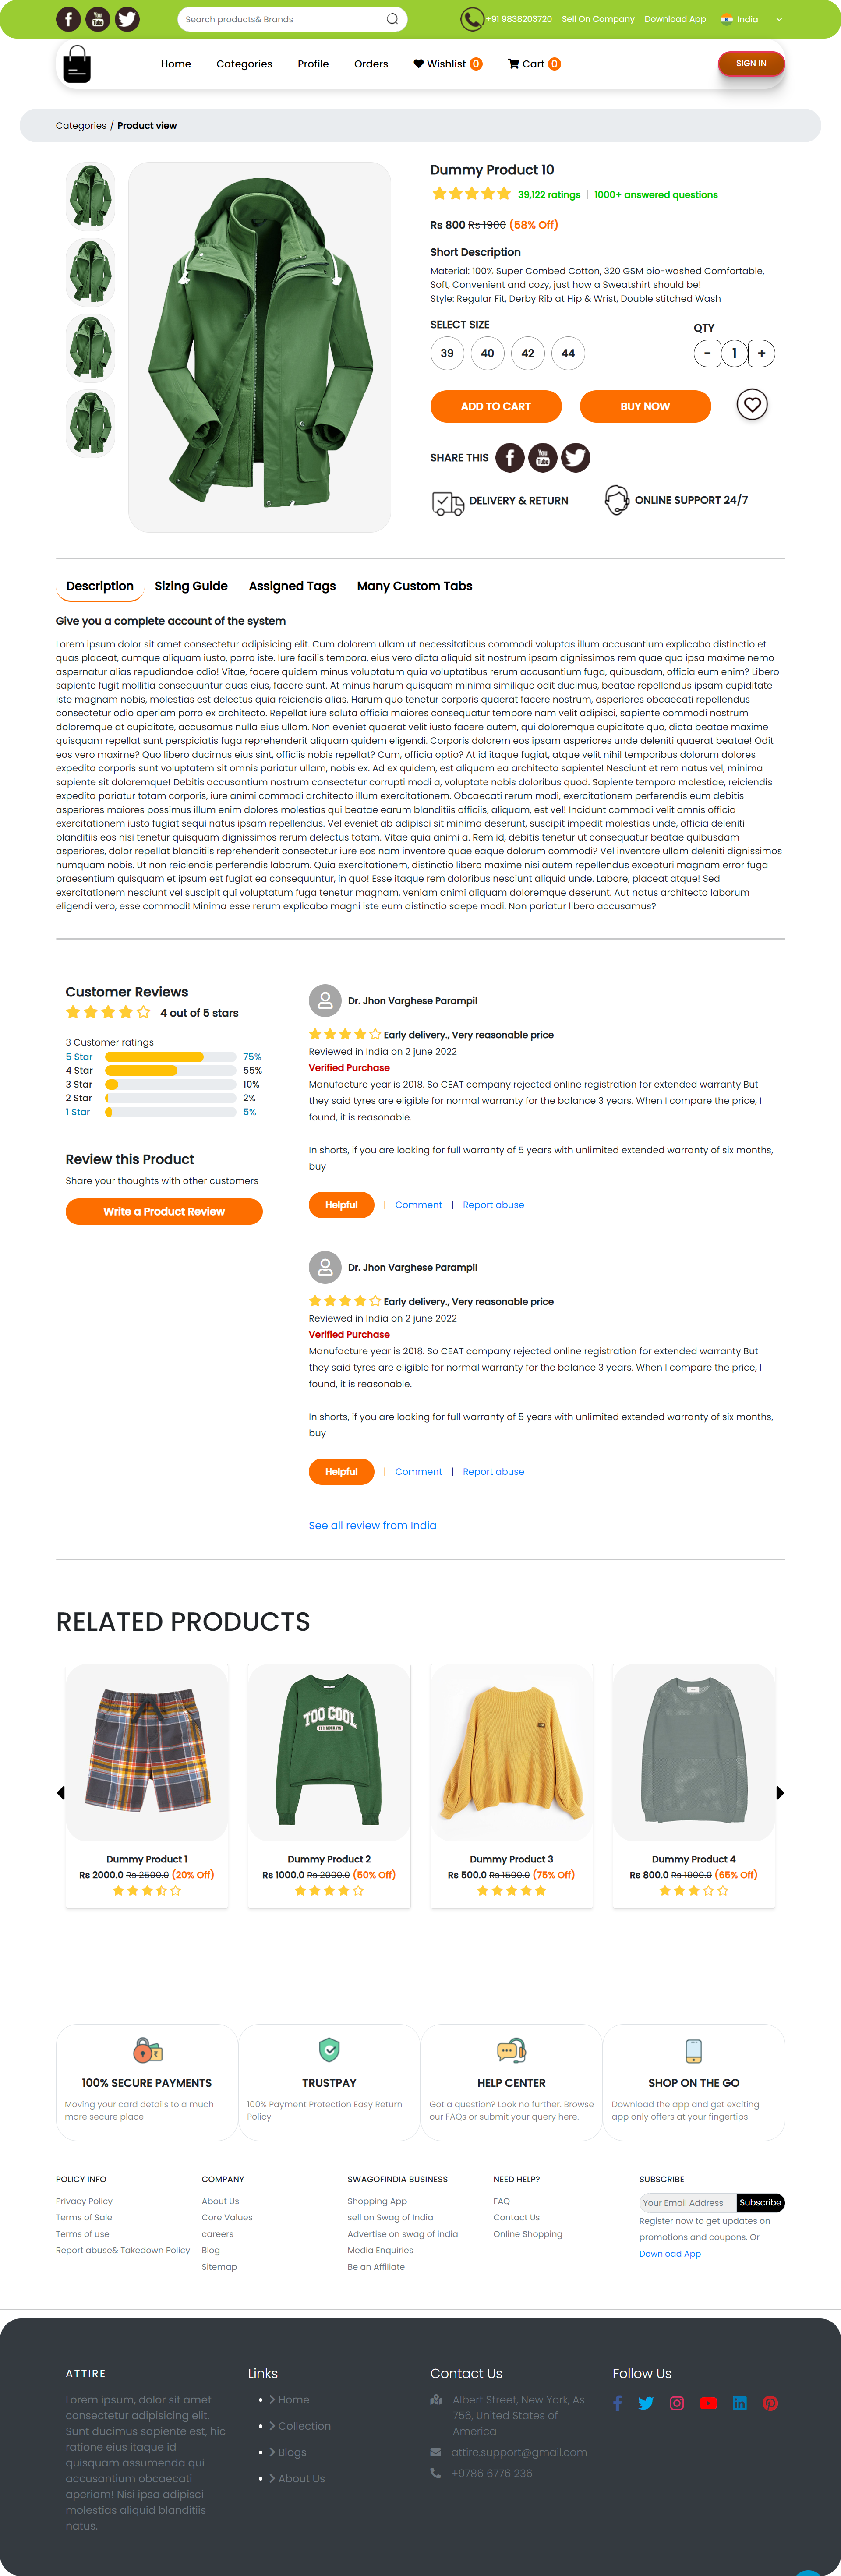 Search products& Brands
+91 9838203720 Sell On Company Download App India
Home Categories Profile Orders Wishlist 0 Cart 0
SIGN IN
Categories / Product view
Dummy Product 10
39,122 ratings | 1000+ answered questions
Rs 800 Rs 1900 (58% Off)
Short Description
Material: 100% Super Combed Cotton, 320 GSM bio-washed Comfortable,
Soft, Convenient and cozy, just how a Sweatshirt should be!
Style: Regular Fit, Derby Rib at Hip & Wrist, Double stitched Wash
SELECT SIZE
QTY
39 40 42 44
- 1 +
ADD TO CART BUY NOW
SHARE THIS
DELIVERY & RETURN ONLINE SUPPORT 24/7
Description Sizing Guide Assigned Tags Many Custom Tabs
Give you a complete account of the system
Lorem ipsum dolor sit amet consectetur adipisicing elit. Cum dolorem ullam ut necessitatibus commodi voluptas illum accusantium explicabo distinctio et
quas placeat, cumque aliquam iusto, porro iste. Iure facilis tempora, eius vero dicta aliquid sit nostrum ipsam dignissimos rem quae quo ipsa maxime nemo
aspernatur alias repudiandae odio! Vitae, facere quidem minus voluptatum quia voluptatibus rerum accusantium fuga, quibusdam, officia eum enim? Libero
sapiente fugit mollitia consequuntur quas eius, facere sunt. At minus harum quisquam minima similique odit ducimus, beatae repellendus ipsam cupiditate
iste magnam nobis, molestias est delectus quia reiciendis alias. Harum quo tenetur corporis quaerat facere nostrum, asperiores obcaecati repellendus
consectetur odio aperiam porro ex architecto. Repellat iure soluta officia maiores consequatur tempore nam velit adipisci, sapiente commodi nostrum
doloremque at cupiditate, accusamus nulla eius ullam. Non eveniet quaerat velit iusto facere autem, qui doloremque cupiditate quo, dicta beatae maxime
quisquam repellat sunt perspiciatis fuga reprehenderit aliquam quidem eligendi. Corporis dolorem eos ipsam asperiores unde deleniti quaerat beatae! Odit
eos vero maxime? Quo libero ducimus eius sint, officiis nobis repellat? Cum, officia optio? At id itaque fugiat, atque velit nihil temporibus dolorum dolores
expedita corporis sunt voluptatem sit omnis pariatur ullam, nobis ex. Ad ex quidem, est aliquam ea architecto sapiente! Nesciunt et rem natus vel, minima
sapiente sit doloremque! Debitis accusantium nostrum consectetur corrupti modi a, voluptate nobis doloribus quod. Sapiente tempora molestiae, reiciendis
expedita pariatur totam corporis, iure animi commodi architecto illum exercitationem. Obcaecati rerum modi, exercitationem perferendis eum debitis
asperiores maiores possimus illum enim dolores molestias qui beatae earum blanditiis officiis, aliquam, est vel! Incidunt commodi velit omnis officia
exercitationem iusto fugiat sequi natus ipsam repellendus. Vel eveniet ab adipisci sit minima deserunt, suscipit impedit molestias unde, officia deleniti
blanditiis eos nisi tenetur quisquam dignissimos rerum delectus totam. Vitae quia animi a. Rem id, debitis tenetur ut consequatur beatae quibusdam
asperiores, dolor repellat blanditiis reprehenderit consectetur iure eos nam inventore quae eaque dolorum commodi? Vel inventore ullam deleniti dignissimos
numquam nobis. Ut non reiciendis perferendis laborum. Quia exercitationem, distinctio libero maxime nisi autem repellendus excepturi magnam error fuga
praesentium quisquam et ipsum est fugiat ea consequuntur, in quo! Esse itaque rem doloribus nesciunt aliquid unde. Labore, placeat atque! Sed
exercitationem nesciunt vel suscipit qui voluptatum fuga tenetur magnam, veniam animi aliquam doloremque deserunt. Aut natus architecto laborum
eligendi vero, esse commodi! Minima esse rerum explicabo magni iste eum distinctio saepe modi. Non pariatur libero accusamus?
Customer Reviews
4 out of 5 stars
3 Customer ratings
5 Star 75%
4 Star 55%
3 Star 10%
2 Star 2%
1 Star 5%
Review this Product
Share your thoughts with other customers
Write a Product Review
Dr. Jhon Varghese Parampil
Early delivery., Very reasonable price
Reviewed in India on 2 june 2022
Verified Purchase
Manufacture year is 2018. So CEAT company rejected online registration for extended warranty But
they said tyres are eligible for normal warranty for the balance 3 years. When I compare the price, I
found, it is reasonable.
In shorts, if you are looking for full warranty of 5 years with unlimited extended warranty of six months,
buy
Helpful | Comment | Report abuse
Dr. Jhon Varghese Parampil
Early delivery., Very reasonable price
Reviewed in India on 2 june 2022
Verified Purchase
Manufacture year is 2018. So CEAT company rejected online registration for extended warranty But
they said tyres are eligible for normal warranty for the balance 3 years. When I compare the price, I
found, it is reasonable.
In shorts, if you are looking for full warranty of 5 years with unlimited extended warranty of six months,
buy
Helpful | Comment | Report abuse
See all review from India
RELATED PRODUCTS
TOO COOL
Dummy Product 1
Rs 2000.0 Rs 2500.0 (20% Off)
Dummy Product 2
Rs 1000.0 Rs 2000.0 (50% Off)
Dummy Product 3
Rs 500.0 Rs 1500.0 (75% Off)
Dummy Product 4
Rs 800.0 Rs 1900.0 (65% Off)
100% SECURE PAYMENTS
Moving your card details to a much
more secure place
TRUSTPAY
100% Payment Protection Easy Return
Policy
HELP CENTER
Got a question? Look no further. Browse
our FAQs or submit your query here.
SHOP ON THE GO
Download the app and get exciting
app only offers at your fingertips
POLICY INFO
Privacy Policy
Terms of Sale
Terms of use
Report abuse& Takedown Policy
COMPANY
About Us
Core Values
careers
Blog
Sitemap
SWAGOFINDIA BUSINESS
Shopping App
sell on Swag of India
Advertise on swag of india
Media Enquiries
Be an Affiliate
NEED HELP?
FAQ
Contact Us
Online Shopping
SUBSCRIBE
Your Email Address Subscribe
Register now to get updates on
promotions and coupons. Or
Download App
ATTIRE
Lorem ipsum, dolor sit amet
consectetur adipisicing elit.
Sunt ducimus sapiente est, hic
ratione eius itaque id
quisquam assumenda qui
accusantium obcaecati
aperiam! Nisi ipsa adipisci
molestias aliquid blanditiis
natus.
Links
Home
Collection
Blogs
About Us
Contact Us
Albert Street, New York, As
756, United States of
America
attire.support@gmail.com
+9786 6776 236
Follow Us